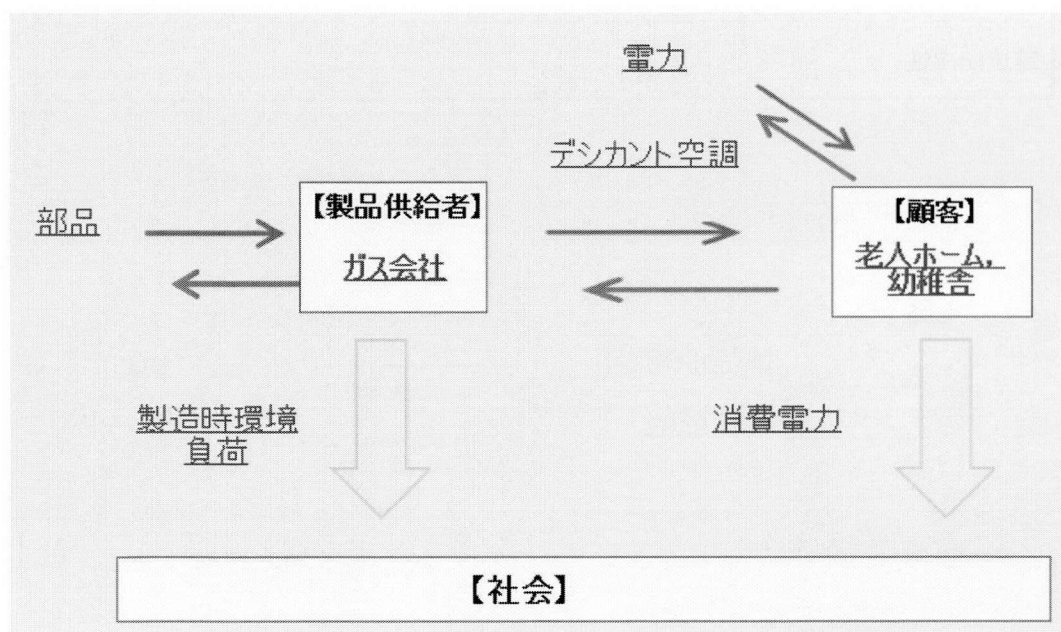 電力
デシカント空調
部品
【製品供給者】
ガス会社
【顧客】
老人ホーム,
幼稚舎
製造時環境
負荷
消費電力
【社会】